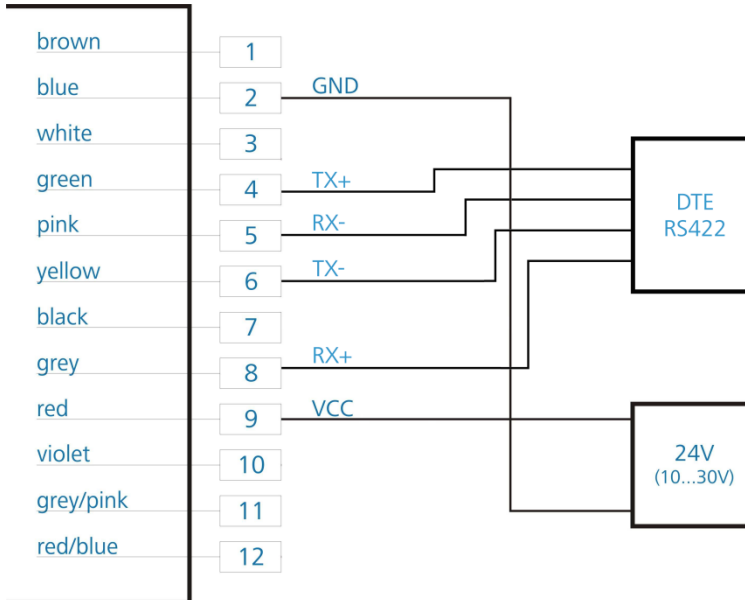 brown 1
blue 2 GND
white 3
green 4 TX+
pink 5 RX-
yellow 6 TX-
black 7
grey 8 RX+
red 9 VCC
violet 10
grey/pink 11
red/blue 12
DTE
RS422
24V
(10...30V)